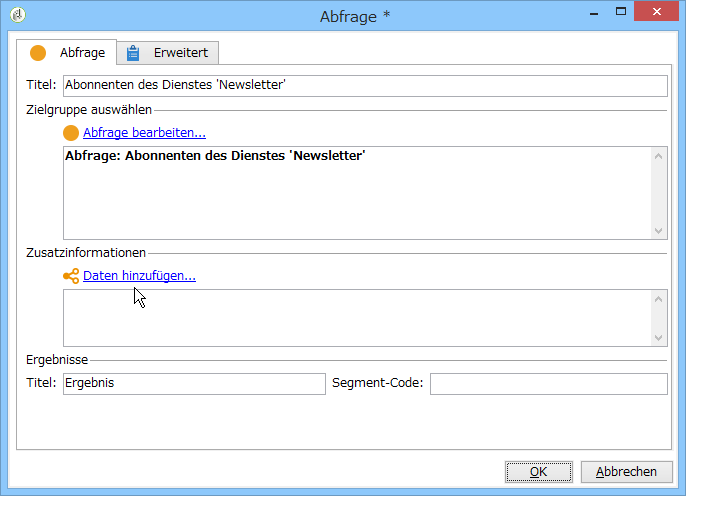 Abfrage *
Abfrage Erweitert
Titel: Abonnenten des Dienstes 'Newsletter'
Zielgruppe auswählen
Abfrage bearbeiten...
Abfrage: Abonnenten des Dienstes 'Newsletter'
Zusatzinformationen
Daten hinzufügen...
Ergebnisse
Titel: Ergebnis Segment-Code:
OK Abbrechen